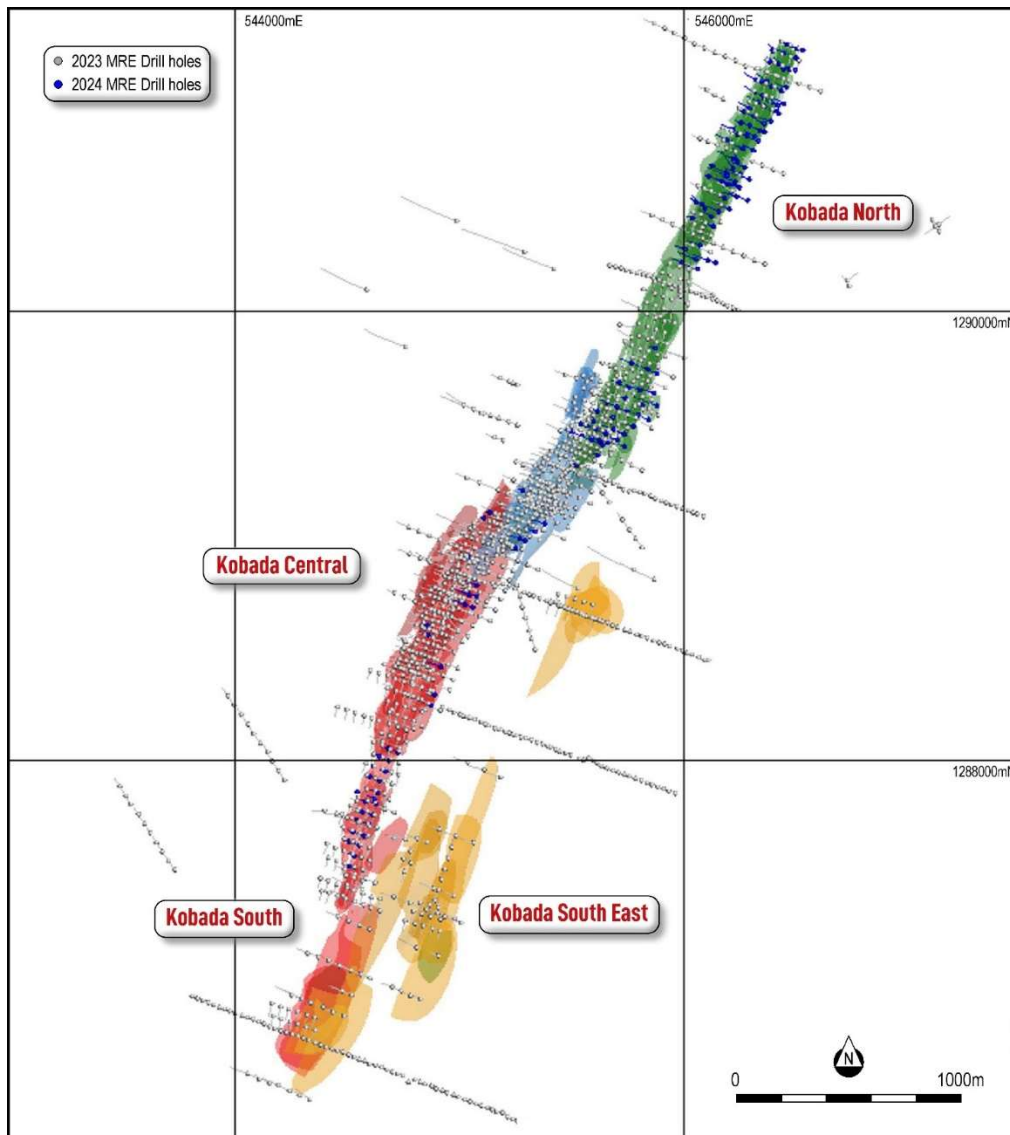 544000mE
546000mE
2023 MRE Drill holes
2024 MRE Drill holes
Kobada North
1290000mN
Kobada Central
1288000mN
Kobada South
Kobada South East
N
0
1000m